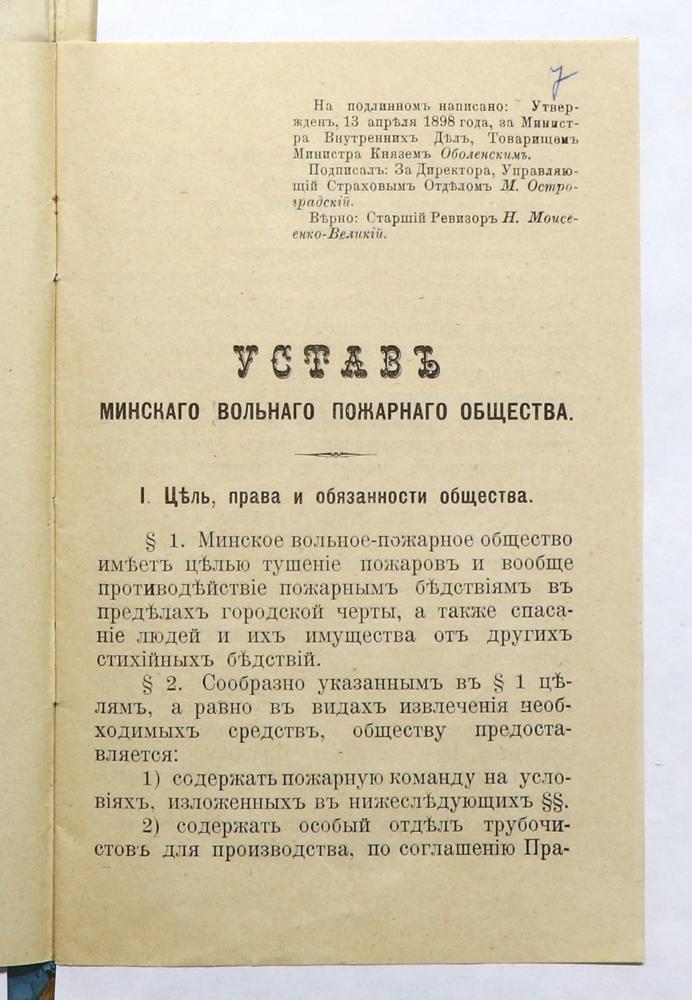 7
На подлинномъ написано: Утвер-
жденъ, 13 апрѣля 1898 года, за Министт-
ра Внутреннихъ Дѣлъ, Товарищемъ
Министра Княземъ Оболенскимъ.
Подписалъ: За Директора, Управляю-
щій Страховымъ Отдѣломъ М. Остро-
градскій.
Вѣрно: Старшій Ревизоръ Н. Моисе-
енко-Великій.
УСТАВЪ
МИНСКАГО ВОЛЬНАГО ПОЖАРНАГО ОБЩЕСТВА.
I. Цѣль, права и обязанности общества.
§ 1. Минское вольное-пожарное общество
имѣетъ цѣлью тушеніе пожаровъ и вообще
противодѣйствіе пожарнымъ бѣдствіямъ въ
предѣлахъ городской черты, а также спаса-
ніе людей и ихъ имущества отъ другихъ
стихійныхъ бѣдствій.
§ 2. Сообразно указаннымъ въ § 1 цѣ-
лямъ, а равно въ видахъ извлеченія необ-
ходимыхъ средствъ, обществу предоста-
вляется:
1) содержать пожарную команду на усло-
віяхъ, изложенныхъ въ нижеслѣдующихъ §§.
2) содержать особый отдѣлъ трубочи-
стовъ для производства, по соглашенію Пра-